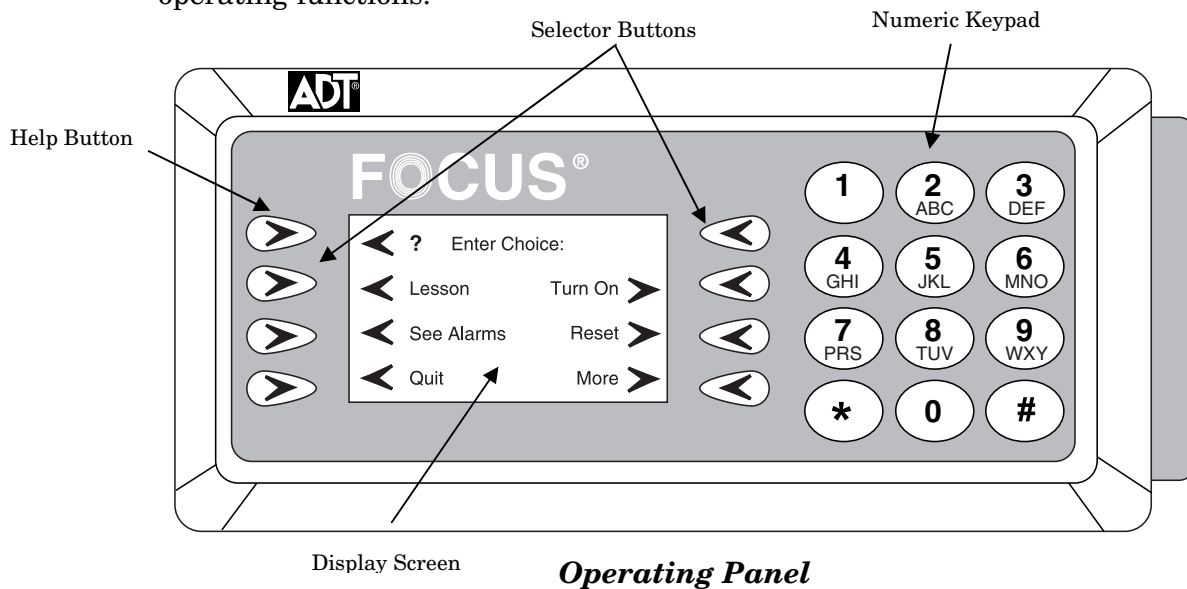 operating functions.
Selector Buttons
Numeric Keypad
Help Button
ADT®
FOCUS®
? Enter Choice:
Lesson Turn On
See Alarms Reset
Quit More
1 2 ABC 3 DEF
4 GHI 5 JKL 6 MNO
7 PRS 8 TUV 9 WXY
* 0 #
Display Screen
Operating Panel